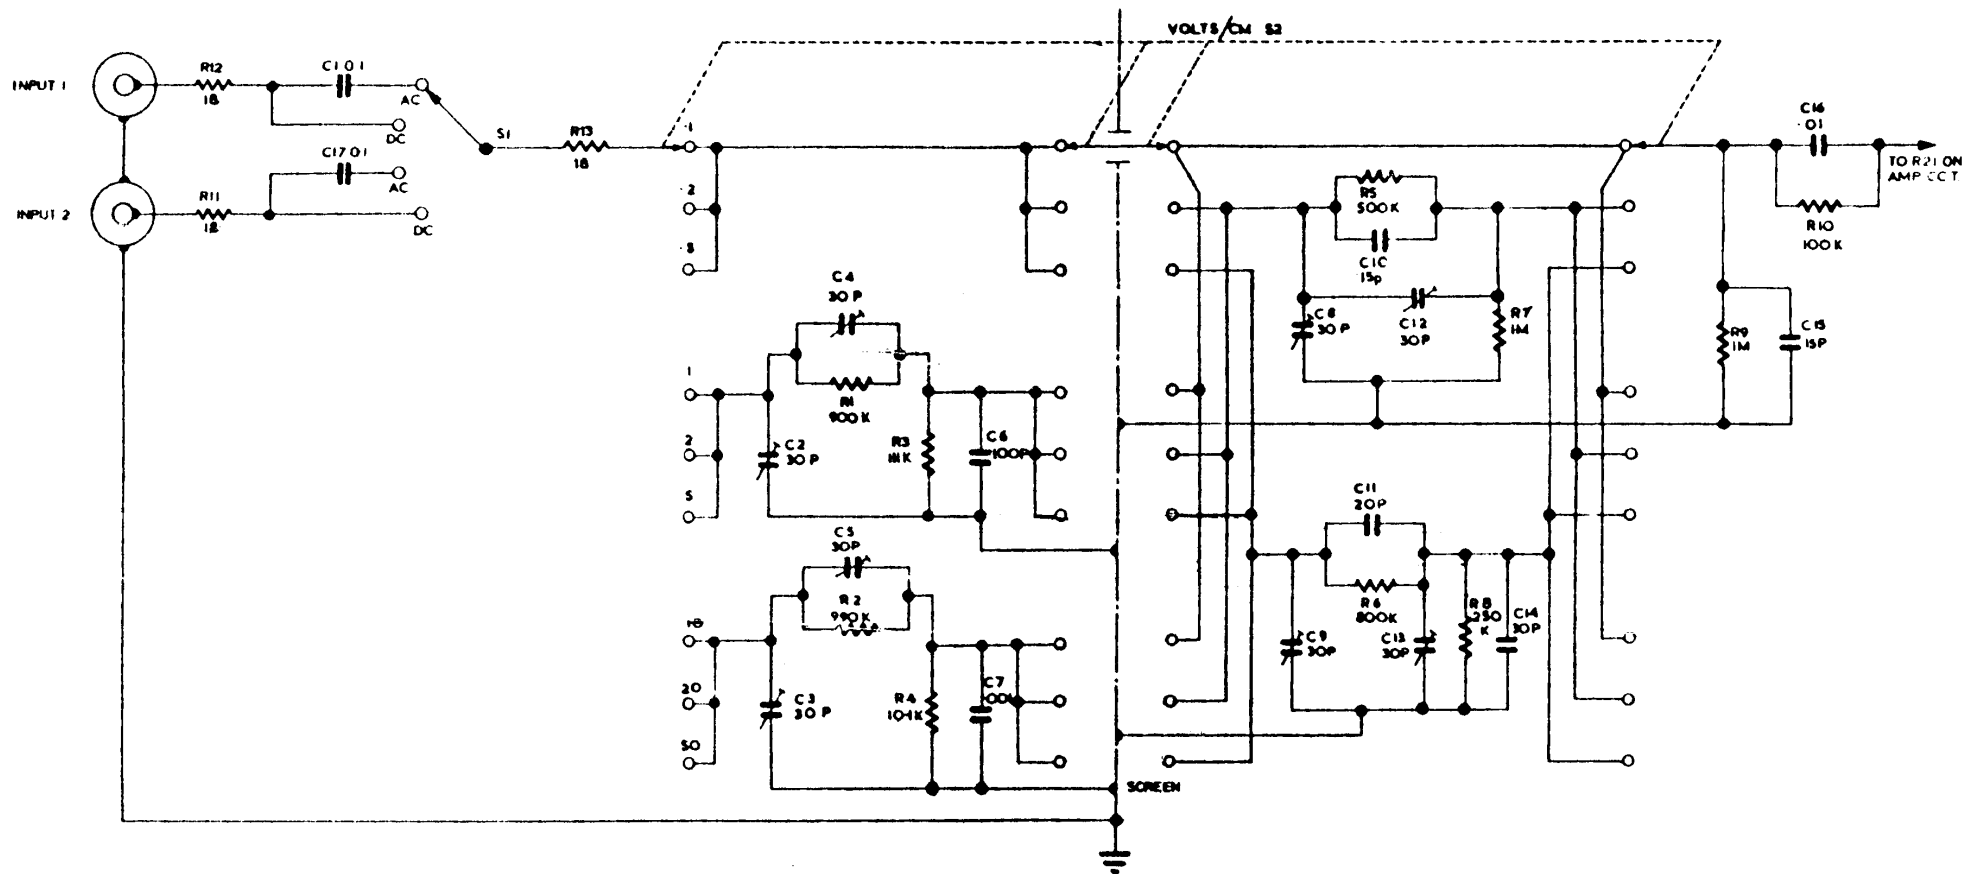 VOLTS/CM S2
INPUT 1
R12
18
C1 0.1
AC
DC
S1
R13
18
C17 0.1
AC
DC
INPUT 2
R11
18
.1
.2
.5
1
2
5
10
20
50
C4
30 P
R1
900 K
C2
30 P
R3
111K
C6
100P
C5
30P
R2
990K
C3
30 P
R4
10.1K
C7
SCREEN
R5
500K
C10
15p
C8
30 P
C12
30P
R7
1M
C11
20P
R6
800K
C9
30P
C13
30P
R8
250
K
C14
30P
R9
1M
C15
15P
C16
.01
R10
100K
TO R21 ON
AMP CCT